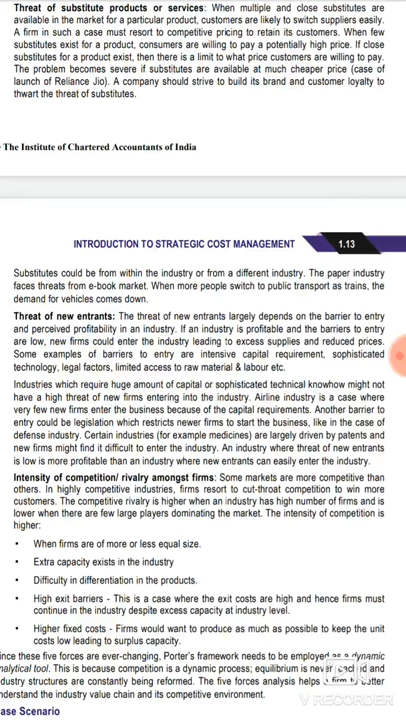 Threat of substitute products or services: When multiple and close substitutes are
available in the market for a particular product, customers are likely to switch suppliers easily.
A firm in such a case must resort to competitive pricing to retain its customers. When few
substitutes exist for a product, consumers are willing to pay a potentially high price. If close
substitutes for a product exist, then there is a limit to what price customers are willing to pay.
The problem becomes severe if substitutes are available at much cheaper price (case of
launch of Reliance Jio). A company should strive to build its brand and customer loyalty to
thwart the threat of substitutes.
The Institute of Chartered Accountants of India
INTRODUCTION TO STRATEGIC COST MANAGEMENT 1.13
Substitutes could be from within the industry or from a different industry. The paper industry
faces threats from e-book market. When more people switch to public transport as trains, the
demand for vehicles comes down.
Threat of new entrants: The threat of new entrants largely depends on the barrier to entry
and perceived profitability in an industry. If an industry is profitable and the barriers to entry
are low, new firms could enter the industry leading to excess supplies and reduced prices.
Some examples of barriers to entry are intensive capital requirement, sophisticated
technology, legal factors, limited access to raw material & labour etc.
Industries which require huge amount of capital or sophisticated technical knowhow might not
have a high threat of new firms entering into the industry. Airline industry is a case where
very few new firms enter the business because of the capital requirements. Another barrier to
entry could be legislation which restricts newer firms to start the business, like in the case of
defense industry. Certain industries (for example medicines) are largely driven by patents and
new firms might find it difficult to enter the industry. An industry where threat of new entrants
is low is more profitable than an industry where new entrants can easily enter the industry.
Intensity of competition/ rivalry amongst firms: Some markets are more competitive than
others. In highly competitive industries, firms resort to cut-throat competition to win more
customers. The competitive rivalry is higher when an industry has high number of firms and is
lower when there are few large players dominating the market. The intensity of competition is
higher:
• When firms are of more or less equal size.
• Extra capacity exists in the industry
• Difficulty in differentiation in the products.
• High exit barriers - This is a case where the exit costs are high and hence firms must
continue in the industry despite excess capacity at industry level.
• Higher fixed costs - Firms would want to produce as much as possible to keep the unit
costs low leading to surplus capacity.
ince these five forces are ever-changing, Porter's framework needs to be employed as a dynamic
nalytical tool. This is because competition is a dynamic process; equilibrium is never and
ndustry structures are constantly being reformed. The five forces analysis helps firm to
nderstand the industry value chain and its competitive environment.
ase Scenario
VRECORDER